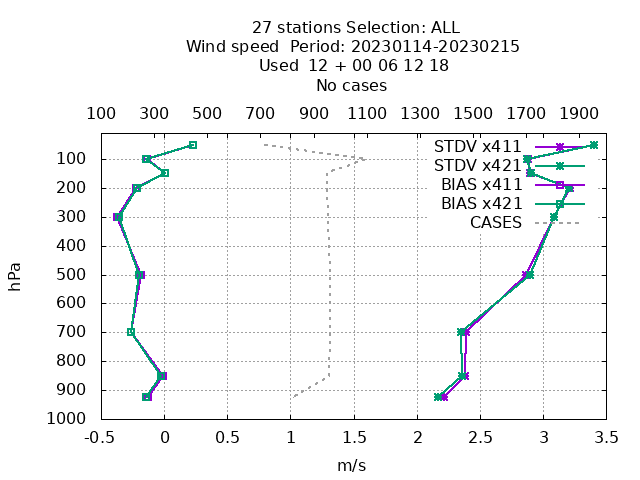 27 stations Selection: ALL
Wind speed  Period: 20230114-20230215
Used  12 + 00 06 12 18
No cases
100 300 500 700 900 1100 1300 1500 1700 1900
STDV x411
STDV x421
BIAS x411
BIAS x421
CASES
100
200
300
400
500
600
700
800
900
1000
hPa
-0.5 0 0.5 1 1.5 2 2.5 3 3.5
m/s